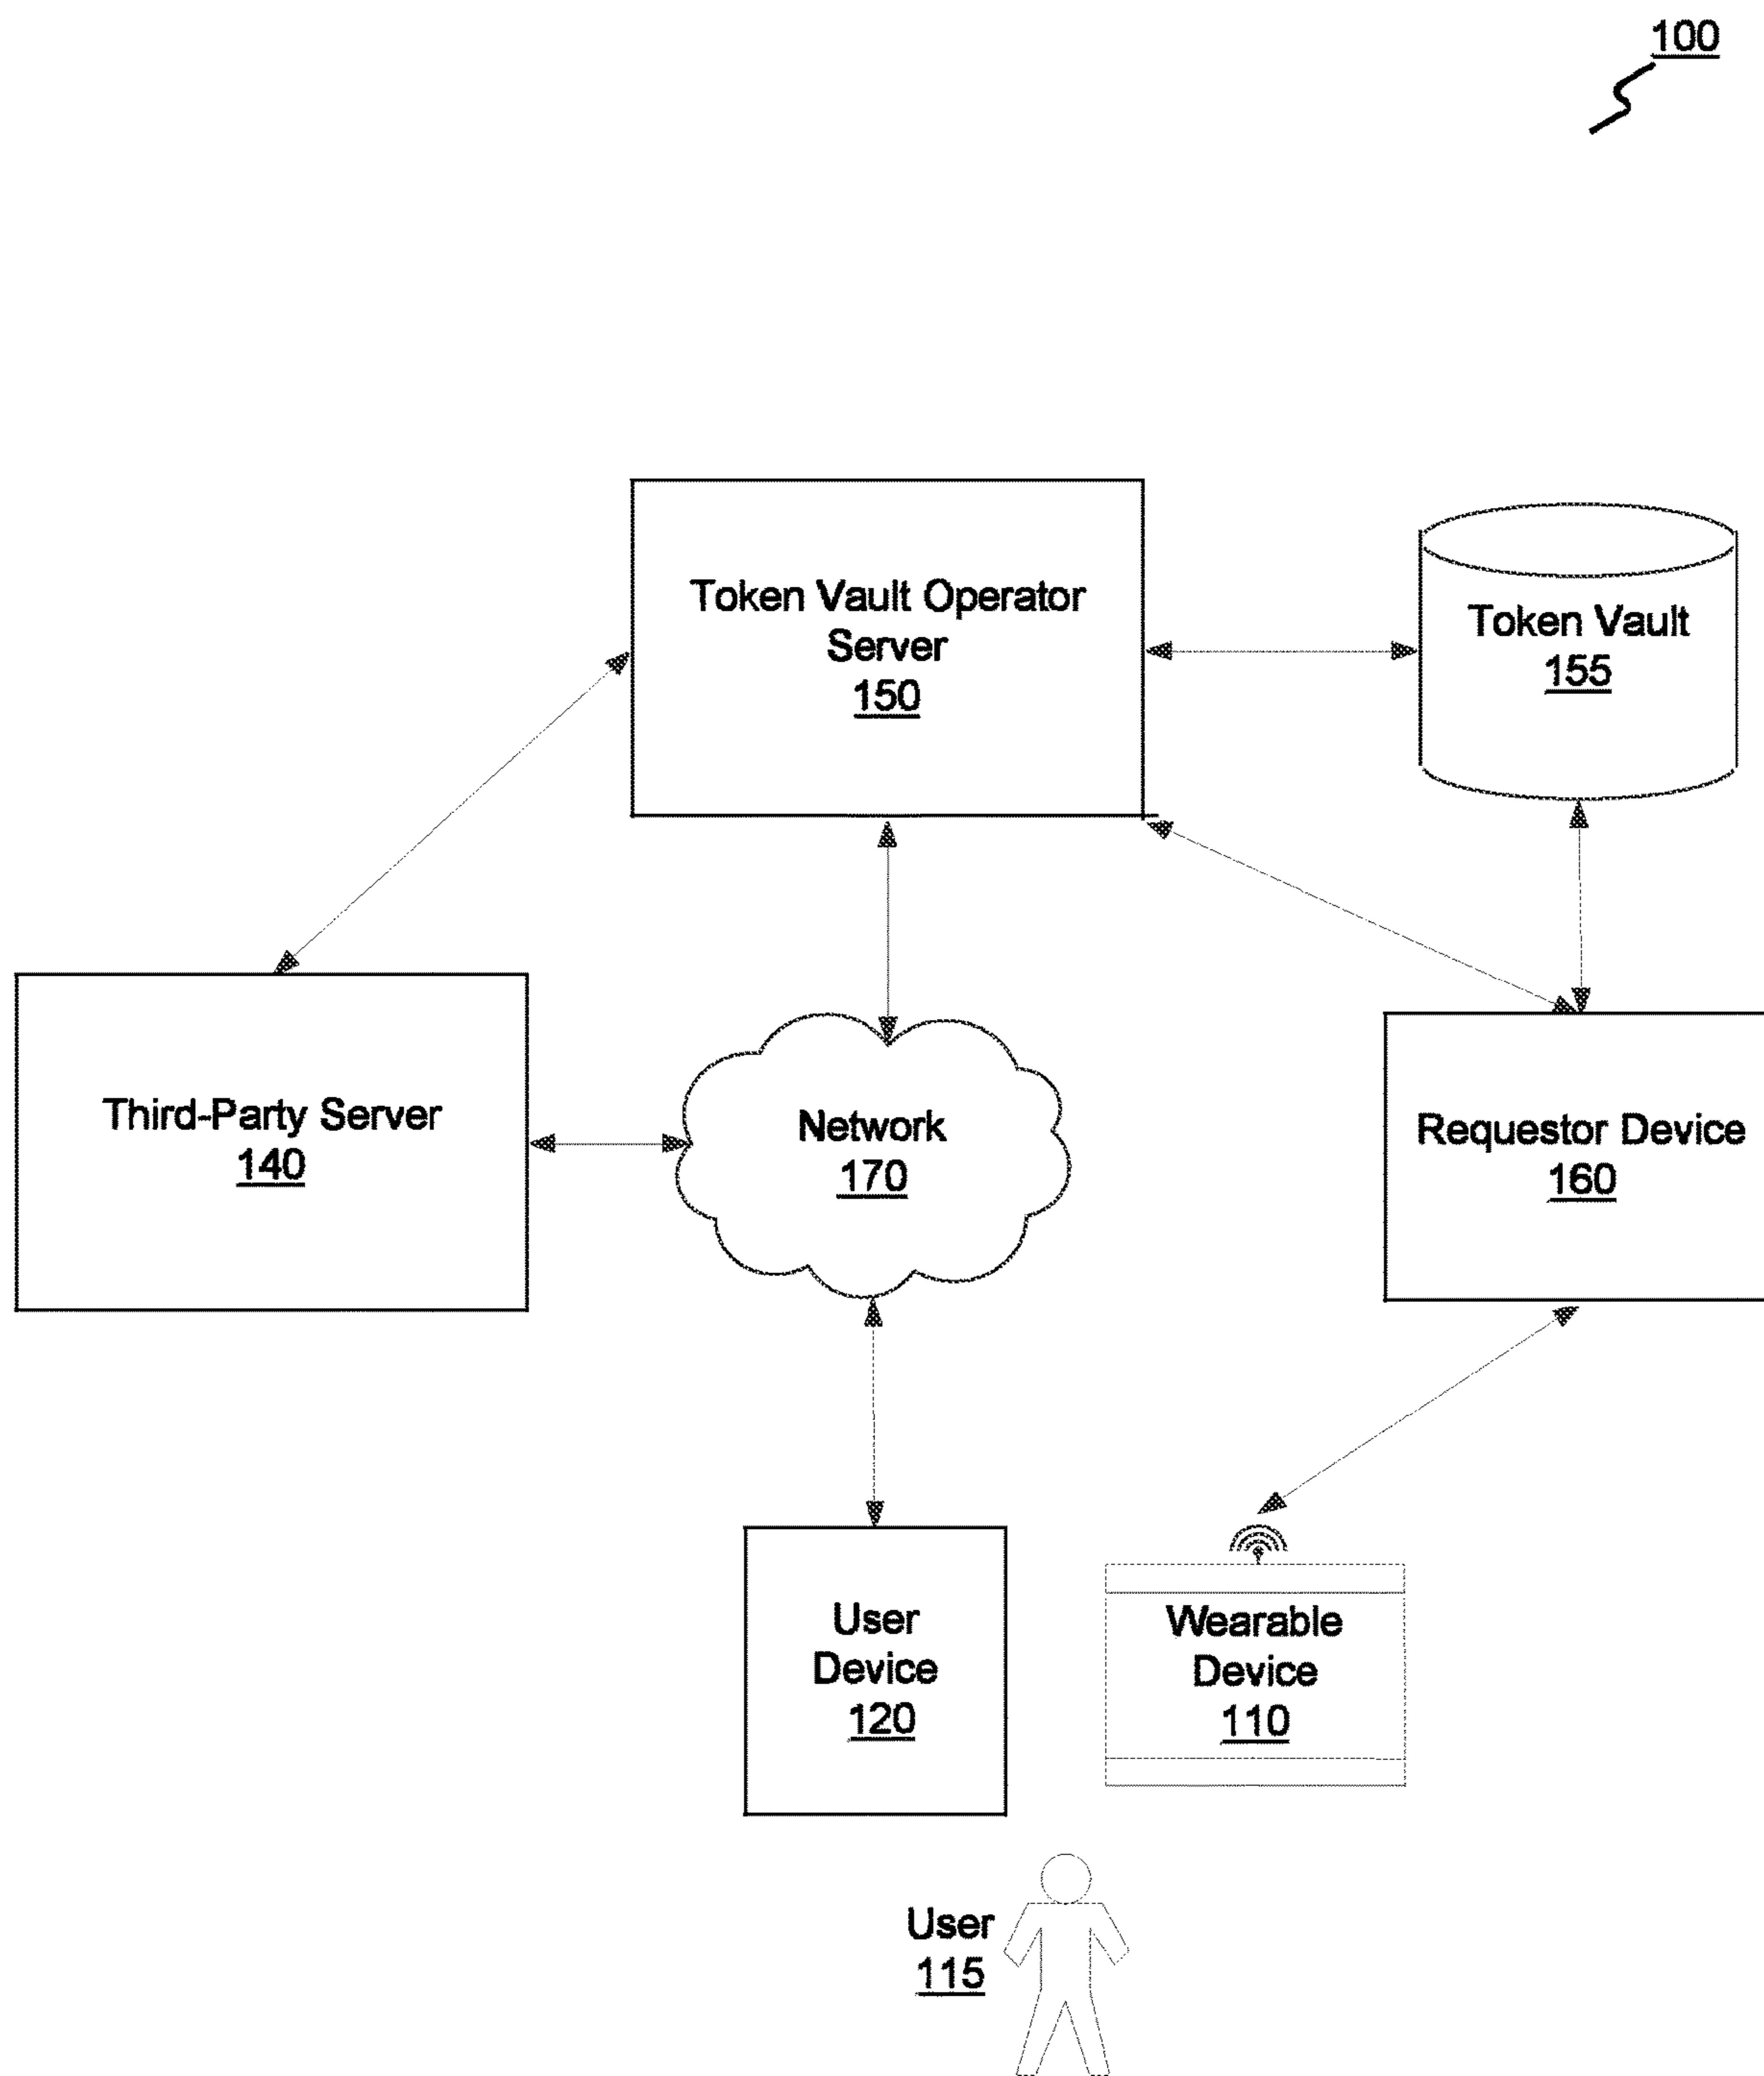 100
Token Vault Operator
Server
150
Token Vault
155
Third-Party Server
140
Network
170
Requestor Device
160
User
Device
120
Wearable
Device
110
User
115